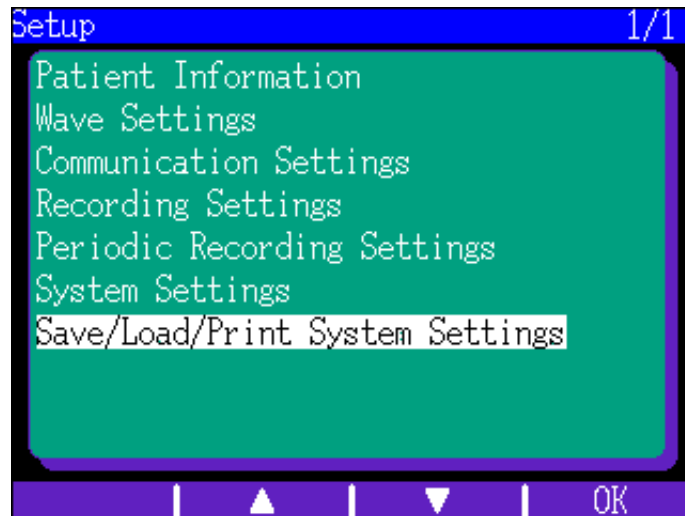 Setup 1/1
Patient Information
Wave Settings
Communication Settings
Recording Settings
Periodic Recording Settings
System Settings
Save/Load/Print System Settings
OK